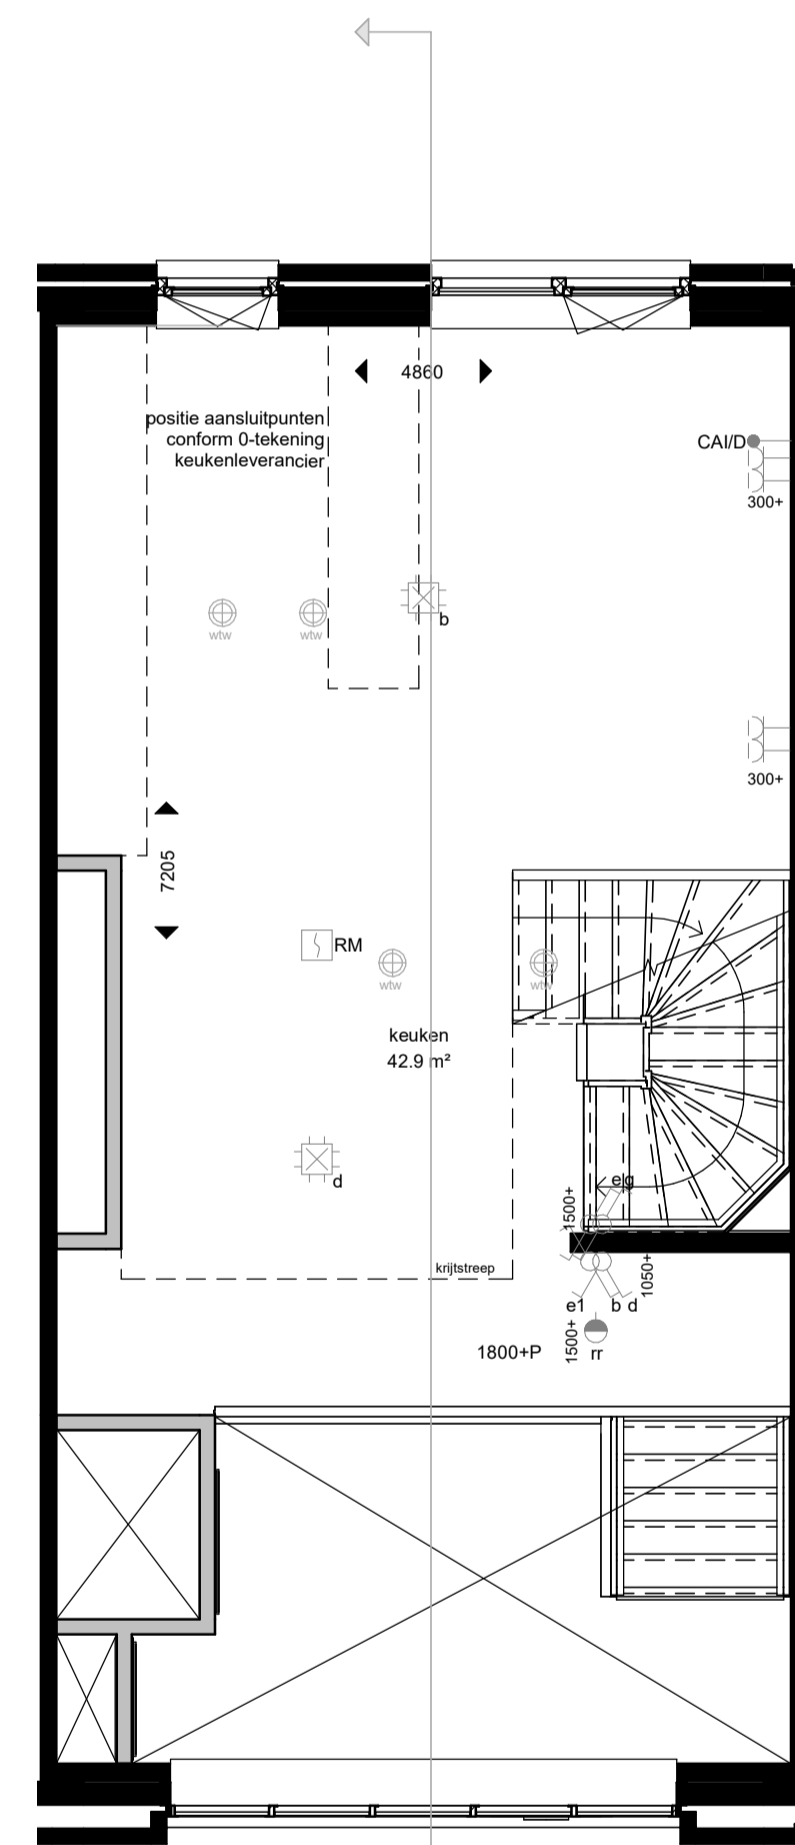 4860
positie aansluitpunten
conform 0-tekening
keukenleverancier
CAI/D
300+
b
wtw
wtw
300+
7205
RM
wtw
wtw
keuken
42.9 m²
d
e g
1500+
krijtstreep
1050+
e1
b d
1500+
1800+P
rr